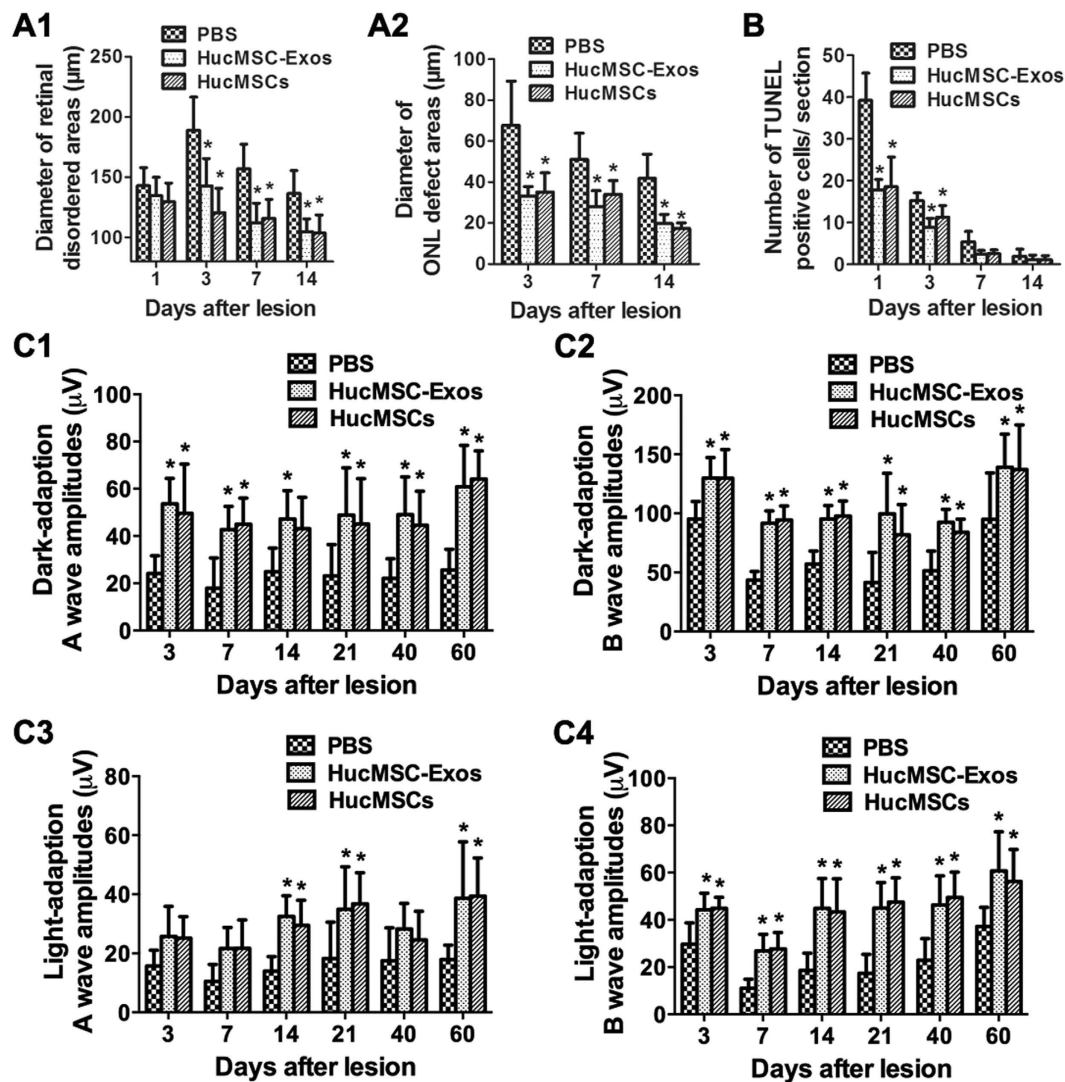 A1
PBS
HucMSC-Exos
HucMSCs
Diameter of retinal
disordered areas (μm)
250
200
150
100
*
*
*
*
*
*
1
3
7
14
Days after lesion
A2
PBS
HucMSC-Exos
HucMSCs
Diameter of
ONL defect areas (μm)
100
80
60
40
20
0
*
*
*
*
*
*
3
7
14
Days after lesion
B
PBS
HucMSC-Exos
HucMSCs
Number of TUNEL
positive cells/ section
50
40
30
20
10
0
*
*
*
*
1
3
7
14
Days after lesion
C1
PBS
HucMSC-Exos
HucMSCs
Dark-adaption
A wave amplitudes (μV)
100
80
60
40
20
0
*
*
*
*
*
*
*
*
*
*
*
3
7
14
21
40
60
Days after lesion
C2
PBS
HucMSC-Exos
HucMSCs
Dark-adaption
B wave amplitudes (μV)
200
150
100
50
0
*
*
*
*
*
*
*
*
*
*
*
*
3
7
14
21
40
60
Days after lesion
C3
PBS
HucMSC-Exos
HucMSCs
Light-adaption
A wave amplitudes (μV)
80
60
40
20
0
*
*
*
*
*
*
3
7
14
21
40
60
Days after lesion
C4
PBS
HucMSC-Exos
HucMSCs
Light-adaption
B wave amplitudes (μV)
100
80
60
40
20
0
*
*
*
*
*
*
*
*
*
*
*
*
3
7
14
21
40
60
Days after lesion